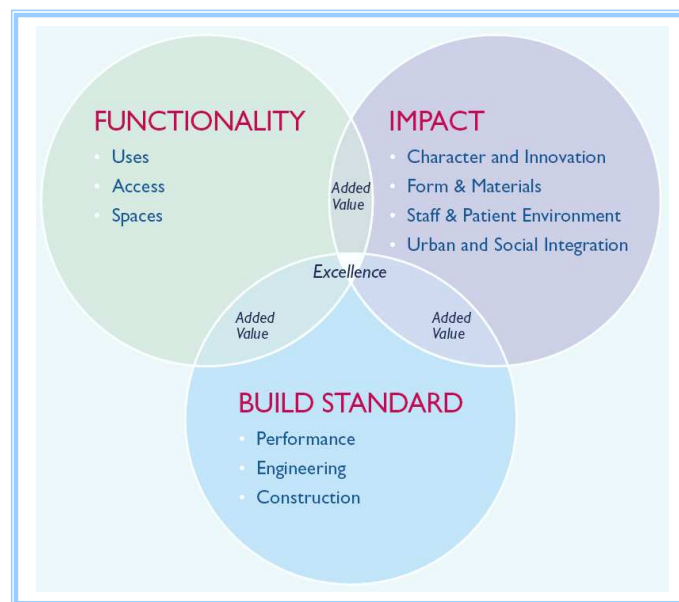 FUNCTIONALITY
Uses
Access
Spaces
IMPACT
Character and Innovation
Form & Materials
Staff & Patient Environment
Urban and Social Integration
Added
Value
Excellence
Added
Value
Added
Value
BUILD STANDARD
Performance
Engineering
Construction